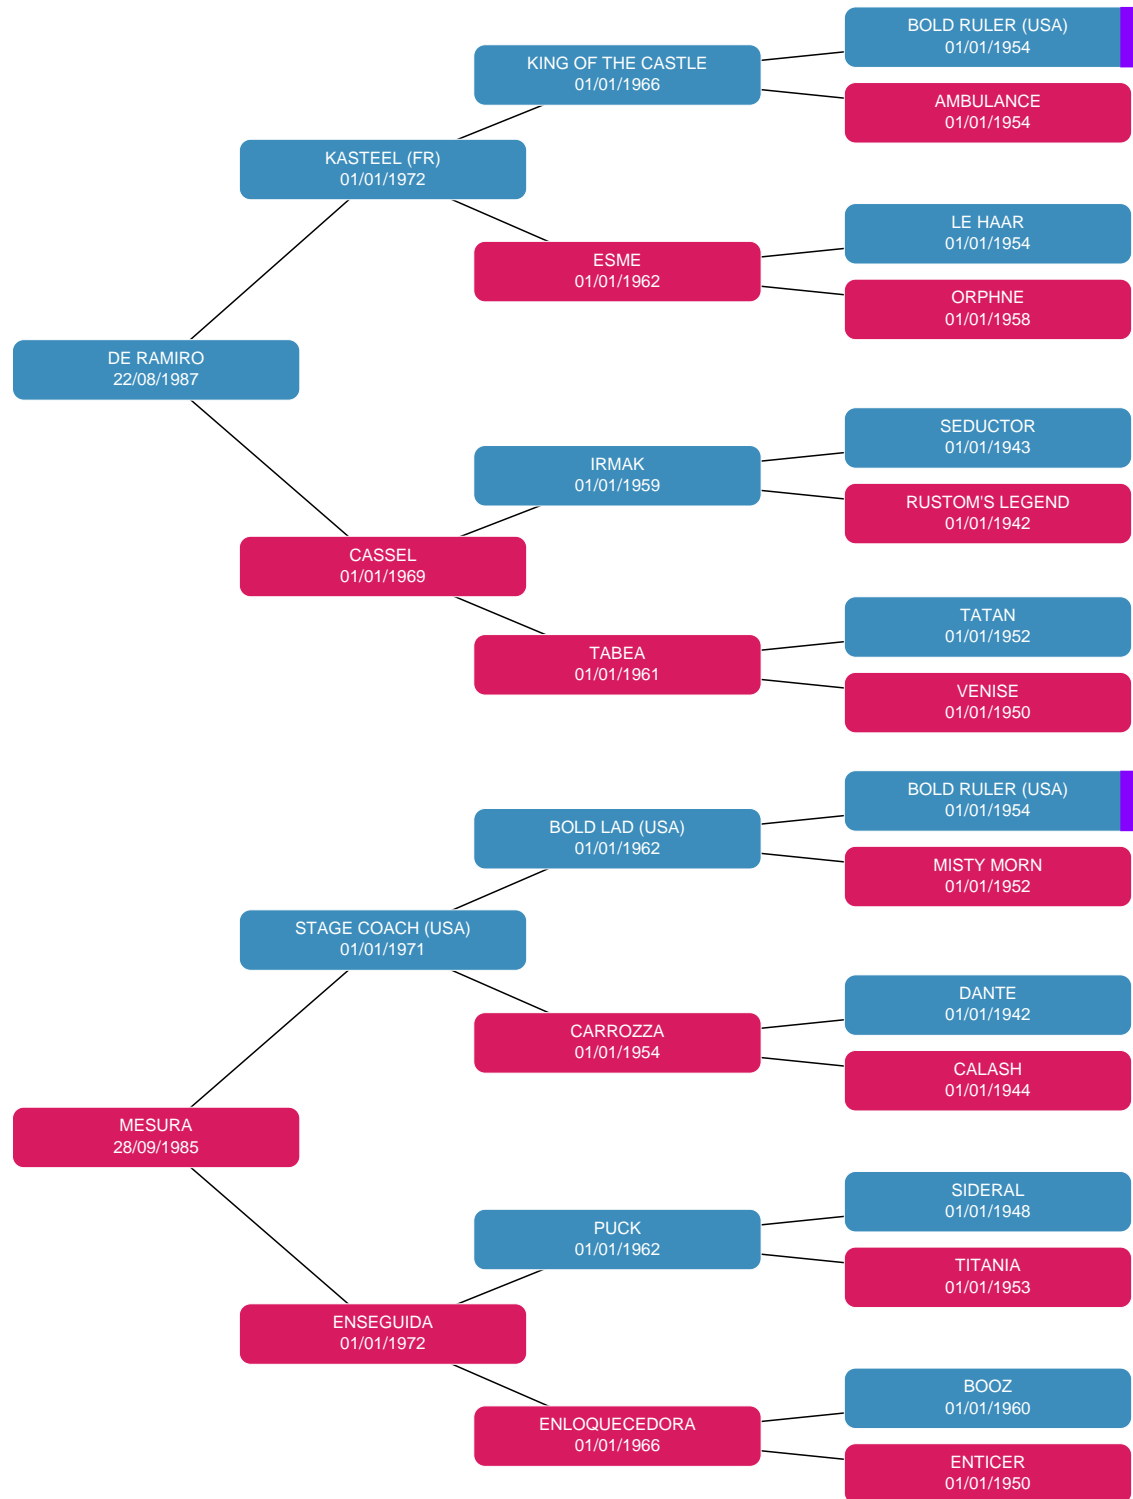 BOLD RULER (USA)
01/01/1954
KING OF THE CASTLE
01/01/1966
AMBULANCE
01/01/1954
KASTEEL (FR)
01/01/1972
LE HAAR
01/01/1954
ESME
01/01/1962
ORPHNE
01/01/1958
DE RAMIRO
22/08/1987
SEDUCTOR
01/01/1943
IRMAK
01/01/1959
RUSTOM'S LEGEND
01/01/1942
CASSEL
01/01/1969
TATAN
01/01/1952
TABEA
01/01/1961
VENISE
01/01/1950
BOLD RULER (USA)
01/01/1954
BOLD LAD (USA)
01/01/1962
MISTY MORN
01/01/1952
STAGE COACH (USA)
01/01/1971
DANTE
01/01/1942
CARROZZA
01/01/1954
CALASH
01/01/1944
MESURA
28/09/1985
SIDERAL
01/01/1948
PUCK
01/01/1962
TITANIA
01/01/1953
ENSEGUIDA
01/01/1972
BOOZ
01/01/1960
ENLOQUECEDORA
01/01/1966
ENTICER
01/01/1950